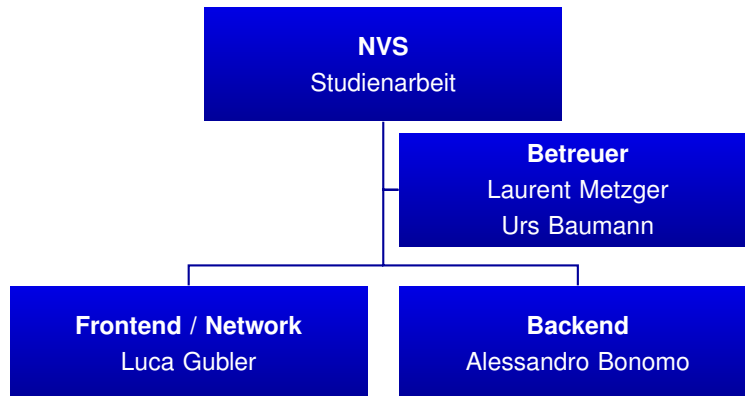 NVS
Studienarbeit
Betreuer
Laurent Metzger
Urs Baumann
Frontend / Network
Luca Gubler
Backend
Alessandro Bonomo